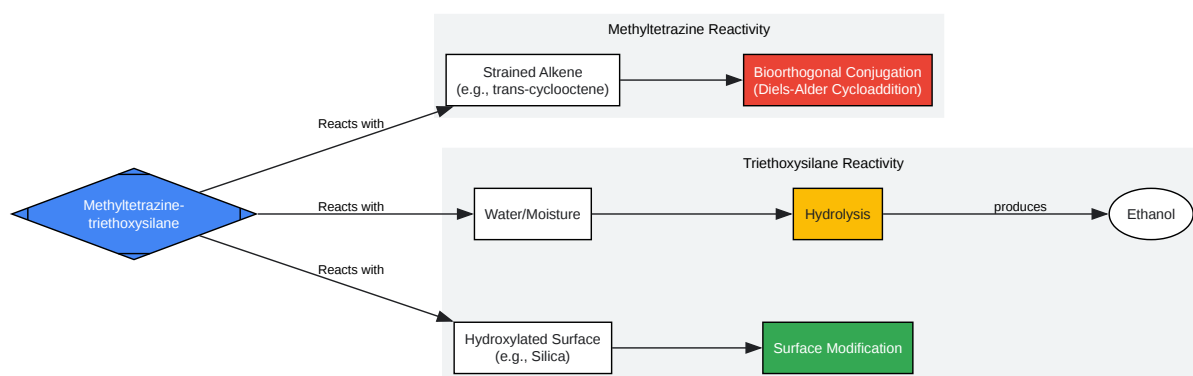 Methyltetrazine Reactivity
Strained Alkene
(e.g., trans-cyclooctene)
Bioorthogonal Conjugation
(Diels-Alder Cycloaddition)
Reacts with
Triethoxysilane Reactivity
Methyltetrazine-
triethoxysilane
Reacts with
Water/Moisture
Hydrolysis
produces
Ethanol
Reacts with
Hydroxylated Surface
(e.g., Silica)
Surface Modification